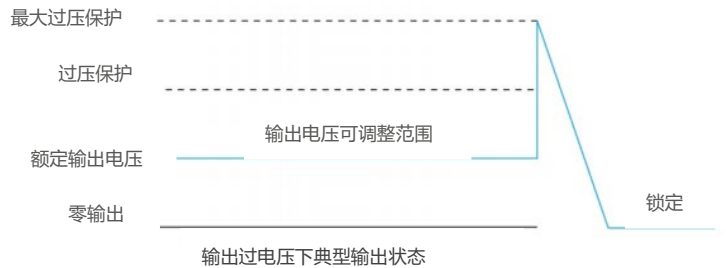 最大过压保护
过压保护
输出电压可调整范围
额定输出电压
零输出
锁定
输出过电压下典型输出状态